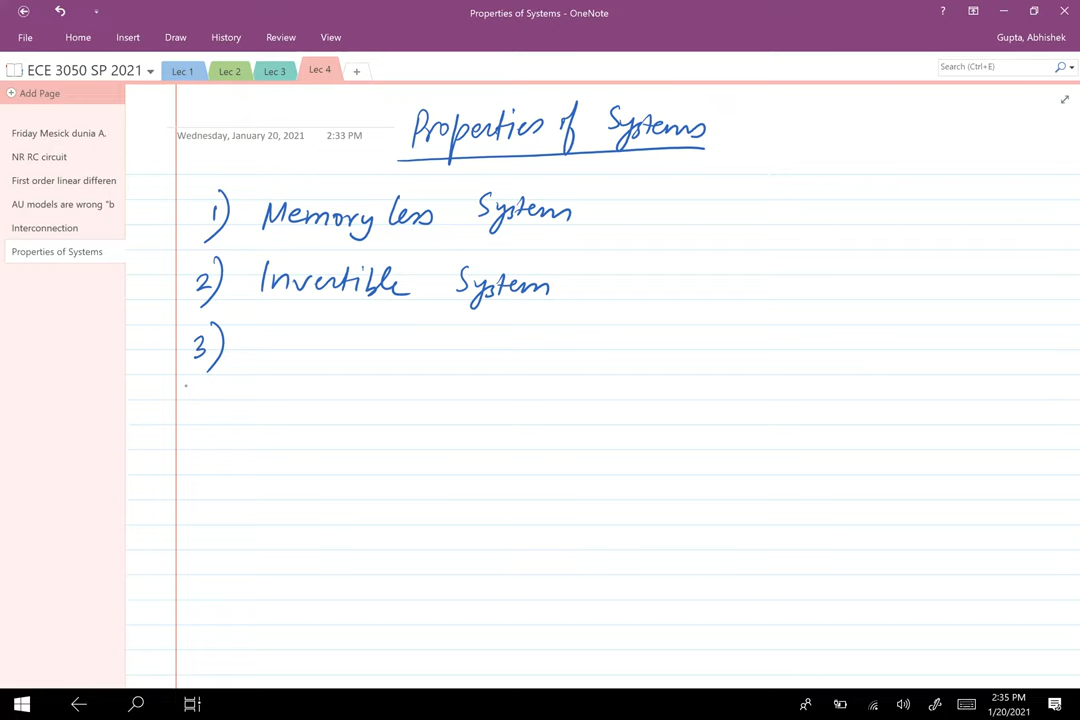 Properties of Systems - OneNote
?
File Home Insert Draw History Review View
Gupta, Abhishek
ECE 3050 SP 2021
Lec 1 Lec 2 Lec 3 Lec 4 +
Search (Ctrl+E)
Add Page
Friday Mesick dunia A.
NR RC circuit
First order linear differen
AU models are wrong "b
Interconnection
Properties of Systems
Wednesday, January 20, 2021 2:33 PM
Properties of Systems
1) Memoryless System
2) Invertible System
3)
2:35 PM
1/20/2021